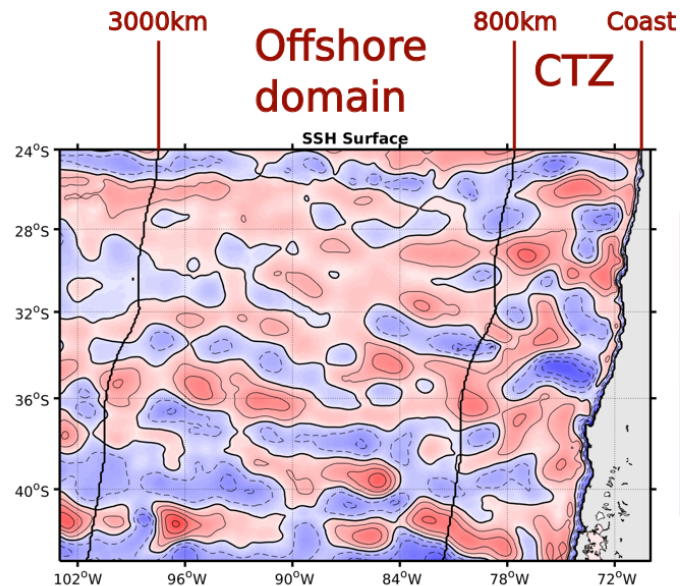 3000km
800km
Coast
Offshore
domain
CTZ
SSH Surface
24°S
28°S
32°S
36°S
40°S
102°W
96°W
90°W
84°W
78°W
72°W